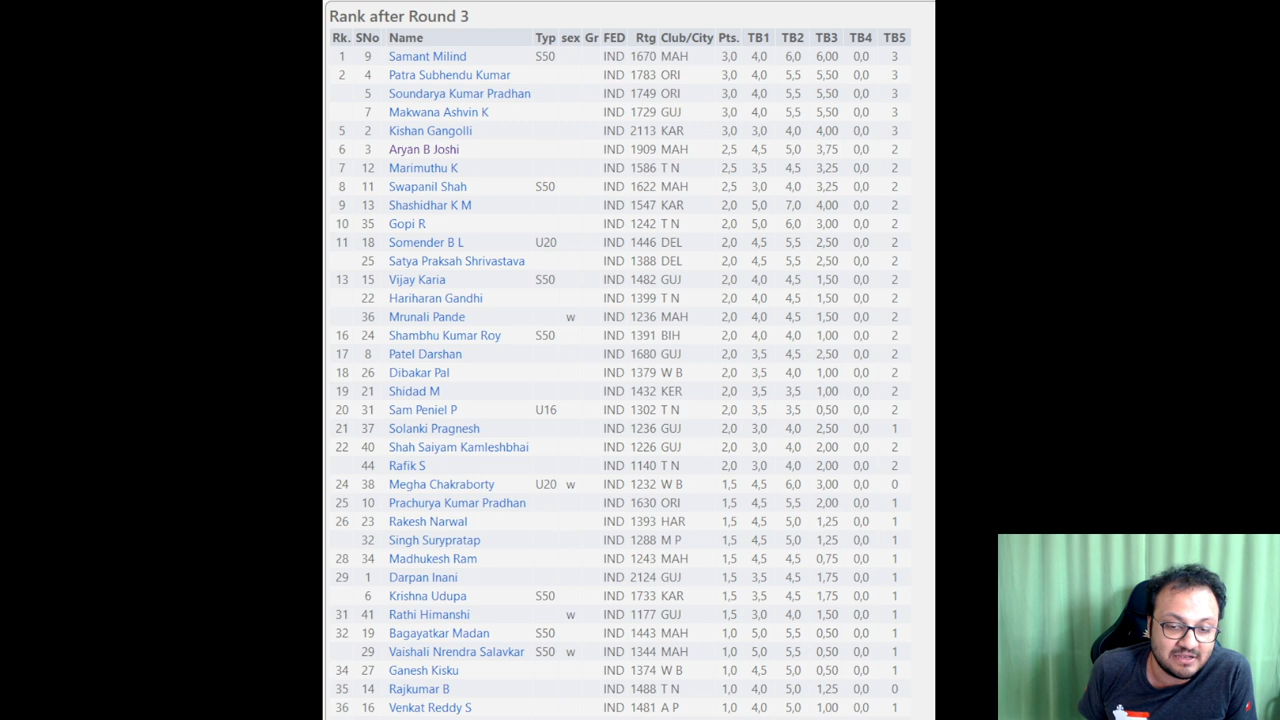 Rank after Round 3
Rk. SNo Name Typ sex Gr FED Rtg Club/City Pts. TB1 TB2 TB3 TB4 TB5
1 9 Samant Milind S50 IND 1670 MAH 3,0 4,0 6,0 6,00 0,0 3
2 4 Patra Subhendu Kumar IND 1783 ORI 3,0 4,0 5,5 5,50 0,0 3
5 Soundarya Kumar Pradhan IND 1749 ORI 3,0 4,0 5,5 5,50 0,0 3
7 Makwana Ashvin K IND 1729 GUJ 3,0 4,0 5,5 5,50 0,0 3
5 2 Kishan Gangolli IND 2113 KAR 3,0 3,0 4,0 4,00 0,0 3
6 3 Aryan B Joshi IND 1909 MAH 2,5 4,5 5,0 3,75 0,0 2
7 12 Marimuthu K IND 1586 T N 2,5 3,5 4,5 3,25 0,0 2
8 11 Swapanil Shah S50 IND 1622 MAH 2,5 3,0 4,0 3,25 0,0 2
9 13 Shashidhar K M IND 1547 KAR 2,0 5,0 7,0 4,00 0,0 2
10 35 Gopi R IND 1242 T N 2,0 5,0 6,0 3,00 0,0 2
11 18 Somender B L U20 IND 1446 DEL 2,0 4,5 5,5 2,50 0,0 2
25 Satya Praksah Shrivastava IND 1388 DEL 2,0 4,5 5,5 2,50 0,0 2
13 15 Vijay Karia S50 IND 1482 GUJ 2,0 4,0 4,5 1,50 0,0 2
22 Hariharan Gandhi IND 1399 T N 2,0 4,0 4,5 1,50 0,0 2
36 Mrunali Pande w IND 1236 MAH 2,0 4,0 4,5 1,50 0,0 2
16 24 Shambhu Kumar Roy S50 IND 1391 BIH 2,0 4,0 4,0 1,00 0,0 2
17 8 Patel Darshan IND 1680 GUJ 2,0 3,5 4,5 2,50 0,0 2
18 26 Dibakar Pal IND 1379 W B 2,0 3,5 4,0 1,00 0,0 2
19 21 Shidad M IND 1432 KER 2,0 3,5 3,5 1,00 0,0 2
20 31 Sam Peniel P U16 IND 1302 T N 2,0 3,5 3,5 0,50 0,0 2
21 37 Solanki Pragnesh IND 1236 GUJ 2,0 3,0 4,0 2,50 0,0 1
22 40 Shah Saiyam Kamleshbhai IND 1226 GUJ 2,0 3,0 4,0 2,00 0,0 2
44 Rafik S IND 1140 T N 2,0 3,0 4,0 2,00 0,0 2
24 38 Megha Chakraborty U20 w IND 1232 W B 1,5 4,5 6,0 3,00 0,0 0
25 10 Prachurya Kumar Pradhan IND 1630 ORI 1,5 4,5 5,5 2,00 0,0 1
26 23 Rakesh Narwal IND 1393 HAR 1,5 4,5 5,0 1,25 0,0 1
32 Singh Surypratap IND 1288 M P 1,5 4,5 5,0 1,25 0,0 1
28 34 Madhukesh Ram IND 1243 MAH 1,5 4,5 4,5 0,75 0,0 1
29 1 Darpan Inani IND 2124 GUJ 1,5 3,5 4,5 1,75 0,0 1
6 Krishna Udupa S50 IND 1733 KAR 1,5 3,5 4,5 1,75 0,0 1
31 41 Rathi Himanshi w IND 1177 GUJ 1,5 3,0 4,0 1,50 0,0 1
32 19 Bagayatkar Madan S50 IND 1443 MAH 1,0 5,0 5,5 0,50 0,0 1
29 Vaishali Nrendra Salavkar S50 w IND 1344 MAH 1,0 5,0 5,5 0,50 0,0 1
34 27 Ganesh Kisku IND 1374 W B 1,0 4,5 5,0 0,50 0,0 1
35 14 Rajkumar B IND 1488 T N 1,0 4,0 5,0 1,25 0,0 0
36 16 Venkat Reddy S IND 1481 A P 1,0 4,0 5,0 1,00 0,0 1